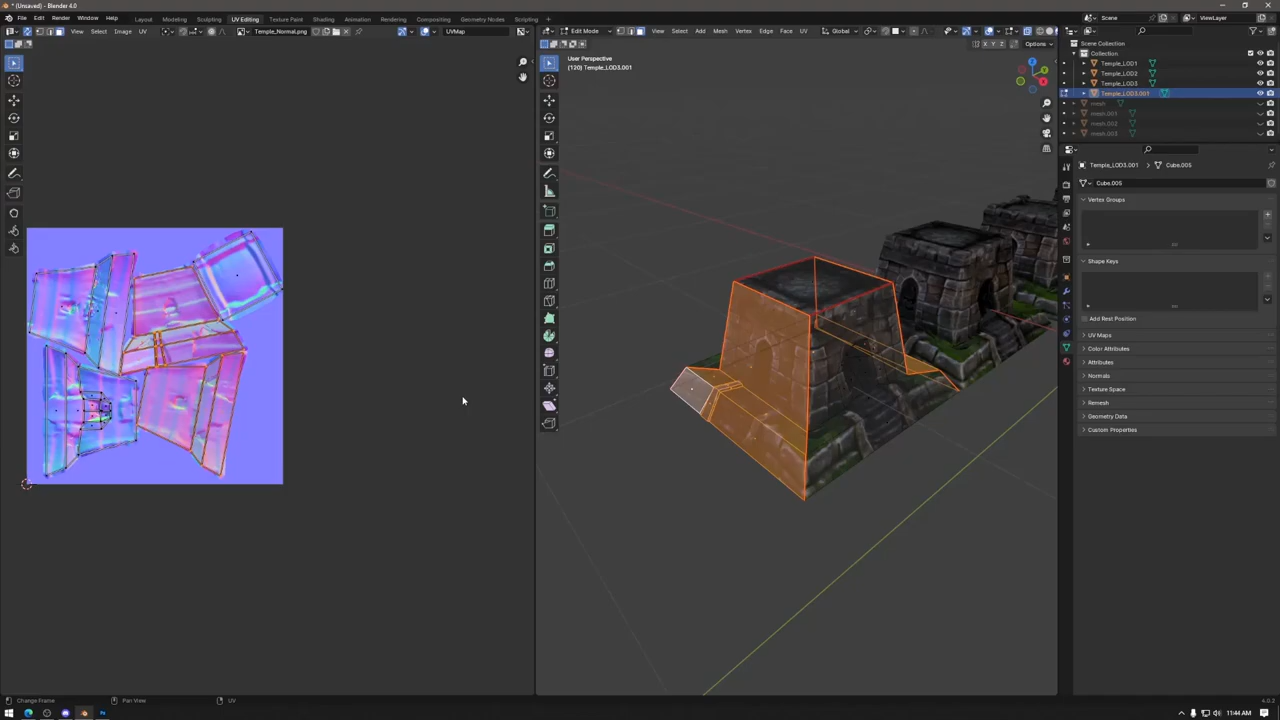 * (Unsaved) - Blender 4.0
File Edit Render Window Help Layout Modeling Sculpting UV Editing Texture Paint Shading Animation Rendering Compositing Geometry Nodes Scripting Scene ViewLayer
View Select Image UV Temple_Normal.png UVMap Edit Mode View Select Add Mesh Vertex Edge Face UV Global
X Y Z Options
Scene Collection
Collection
User Perspective
(120) Temple_LOD3.001
Temple_LOD1
Temple_LOD2
Temple_LOD3
Temple_LOD3.001
mesh
mesh.001
mesh.002
mesh.003
Temple_LOD3.001 Cube.005
Cube.005
Vertex Groups
Shape Keys
Add Rest Position
UV Maps
Color Attributes
Attributes
Normals
Texture Space
Remesh
Geometry Data
Custom Properties
Change Frame Pan View UV 4.0.2
11:44 AM